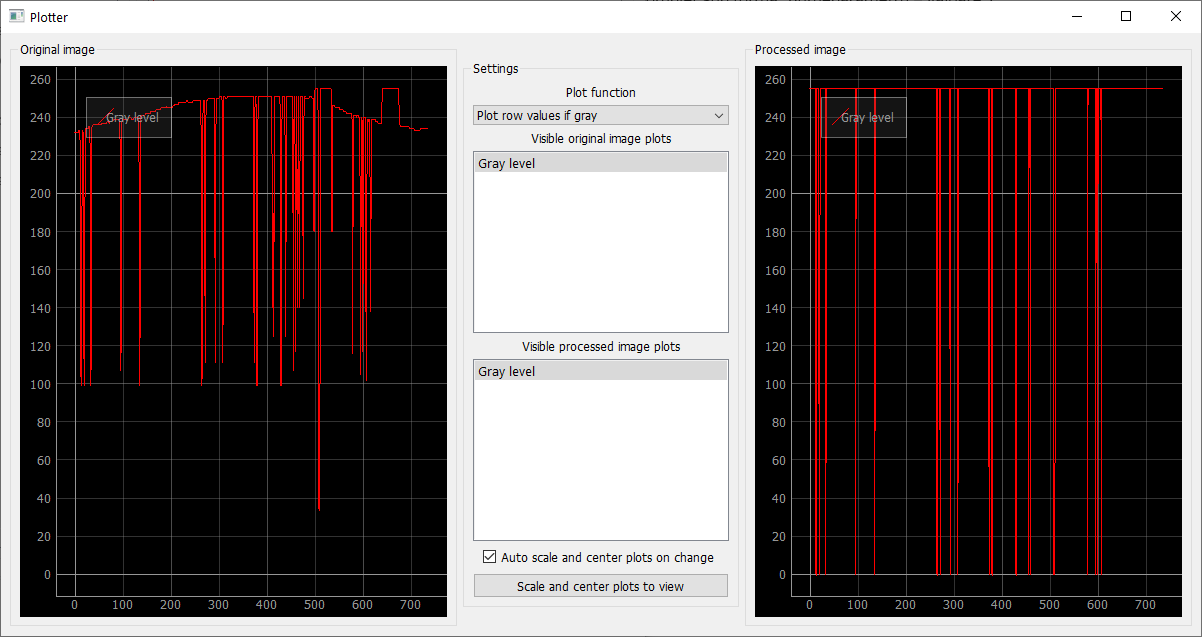 Plotter
Original image
260
240
220
200
180
160
140
120
100
80
60
40
20
0
0 100 200 300 400 500 600 700
Gray level
Settings
Plot function
Plot row values if gray
Visible original image plots
Gray level
Visible processed image plots
Gray level
Auto scale and center plots on change
Scale and center plots to view
Processed image
260
240
220
200
180
160
140
120
100
80
60
40
20
0
0 100 200 300 400 500 600 700
Gray level